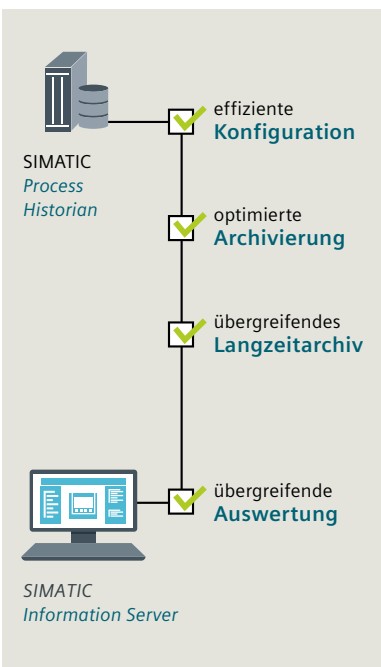 effiziente
Konfiguration
SIMATIC
Process
Historian
optimierte
Archivierung
übergreifendes
Langzeitarchiv
übergreifende
Auswertung
SIMATIC
Information Server